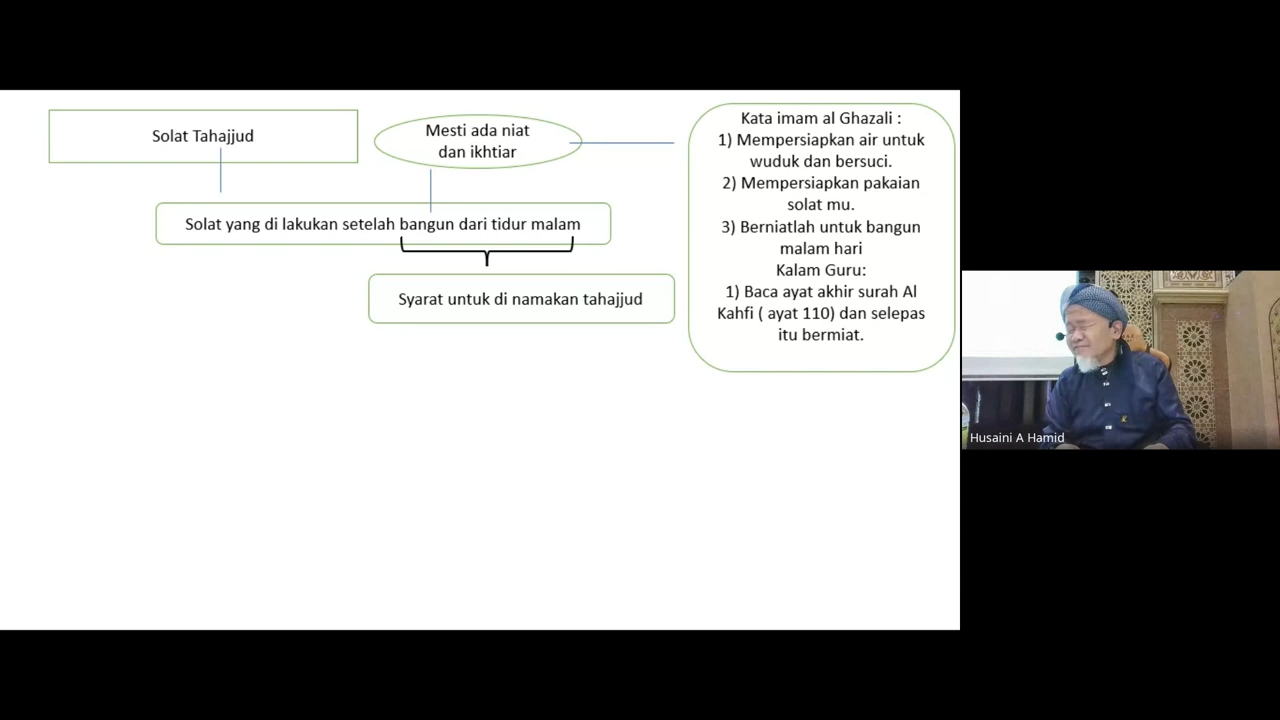 Solat Tahajjud
Mesti ada niat
dan ikhtiar
Solat yang di lakukan setelah bangun dari tidur malam
Syarat untuk di namakan tahajjud
Kata imam al Ghazali :
1) Mempersiapkan air untuk
wuduk dan bersuci.
2) Mempersiapkan pakaian
solat mu.
3) Berniatlah untuk bangun
malam hari
Kalam Guru:
1) Baca ayat akhir surah Al
Kahfi ( ayat 110) dan selepas
itu bermiat.
Husaini A Hamid